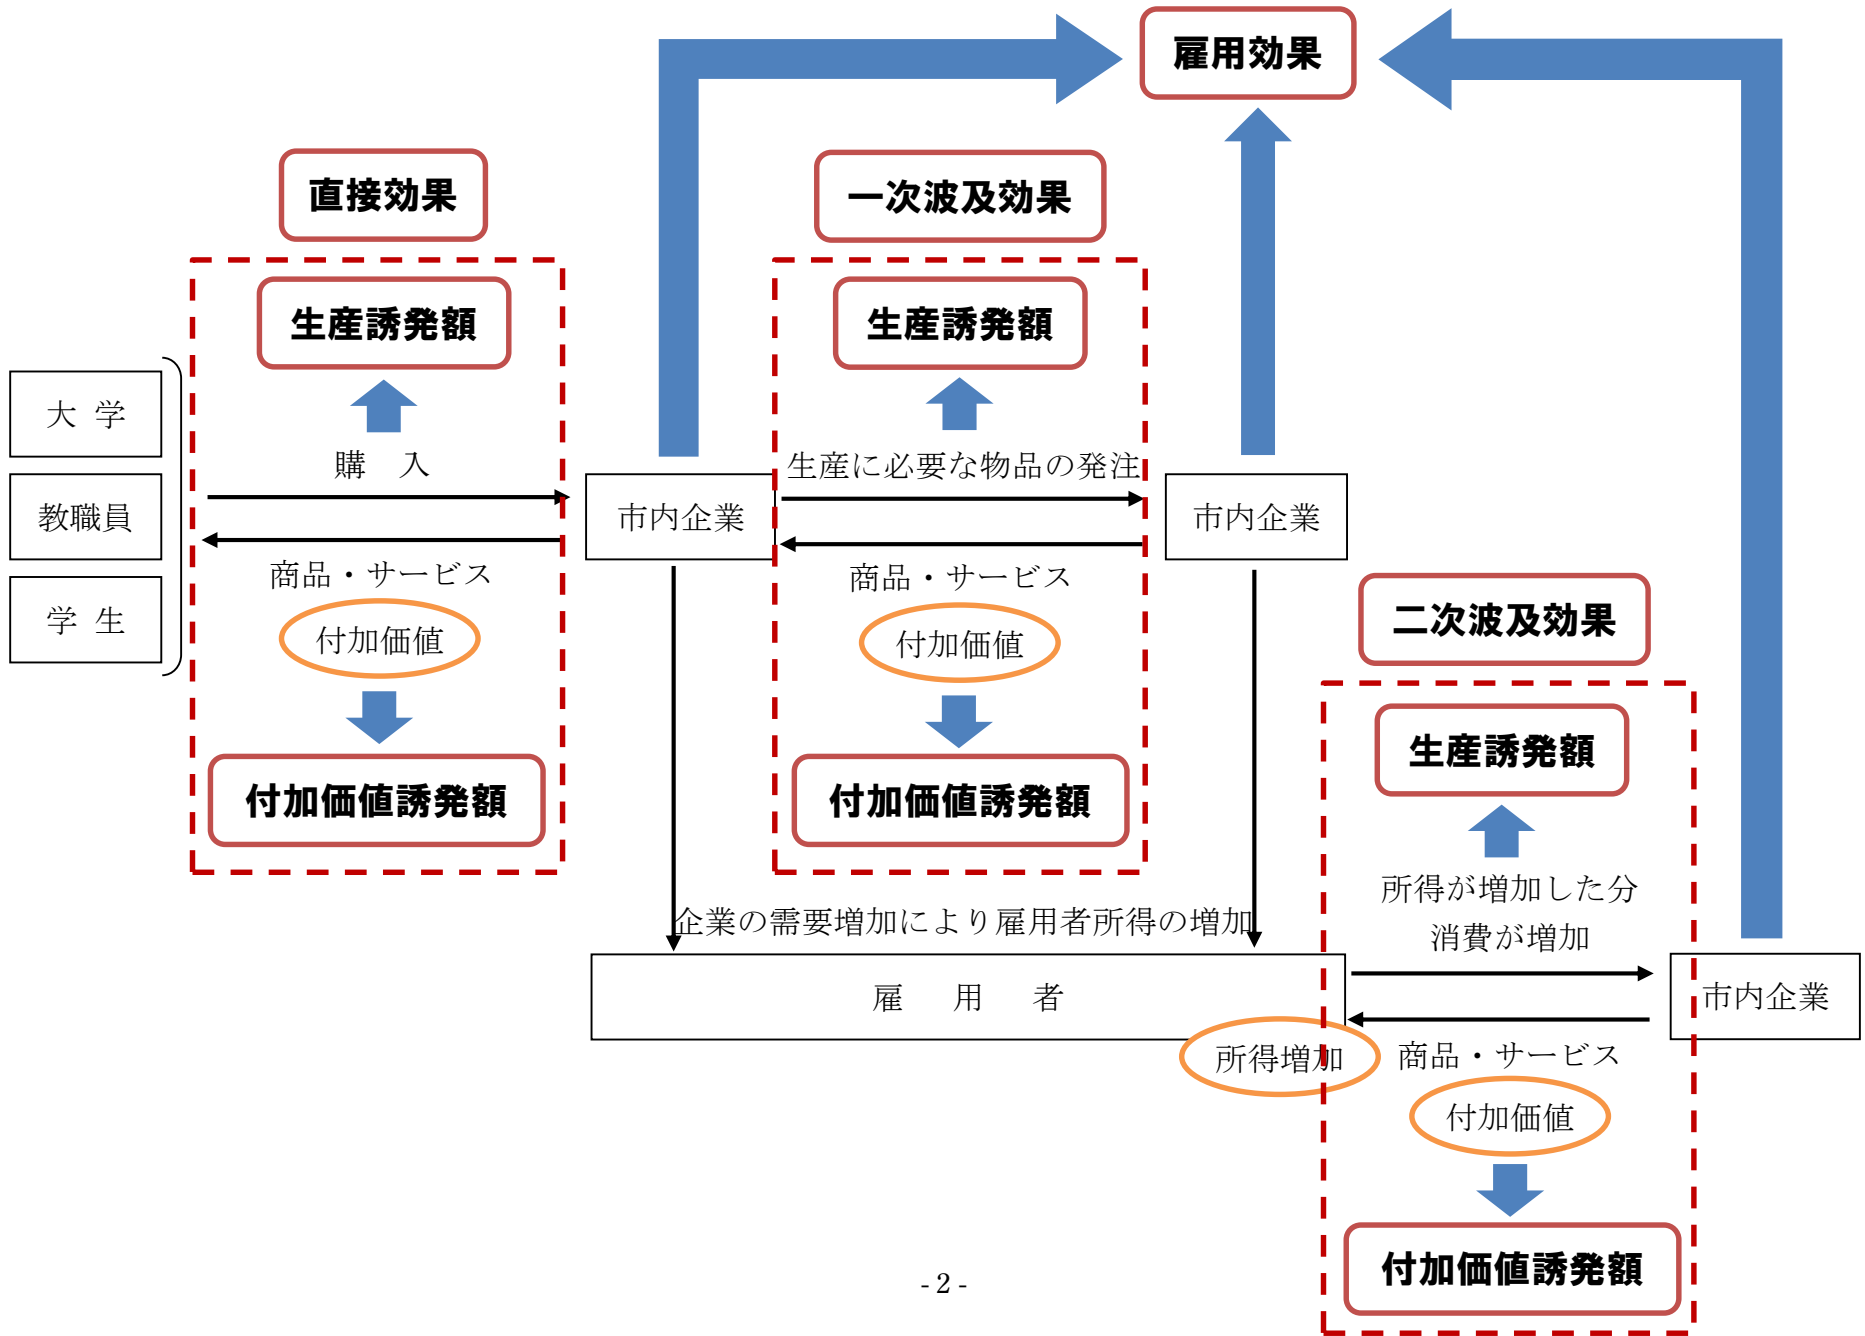 雇用効果
直接効果
一次波及効果
生産誘発額
生産誘発額
大 学
教職員
学 生
購　入
商品・サービス
付加価値
付加価値誘発額
市内企業
生産に必要な物品の発注
商品・サービス
付加価値
付加価値誘発額
市内企業
企業の需要増加により雇用者所得の増加
雇　用　者
所得増加
二次波及効果
生産誘発額
所得が増加した分
消費が増加
商品・サービス
付加価値
付加価値誘発額
市内企業
- 2 -